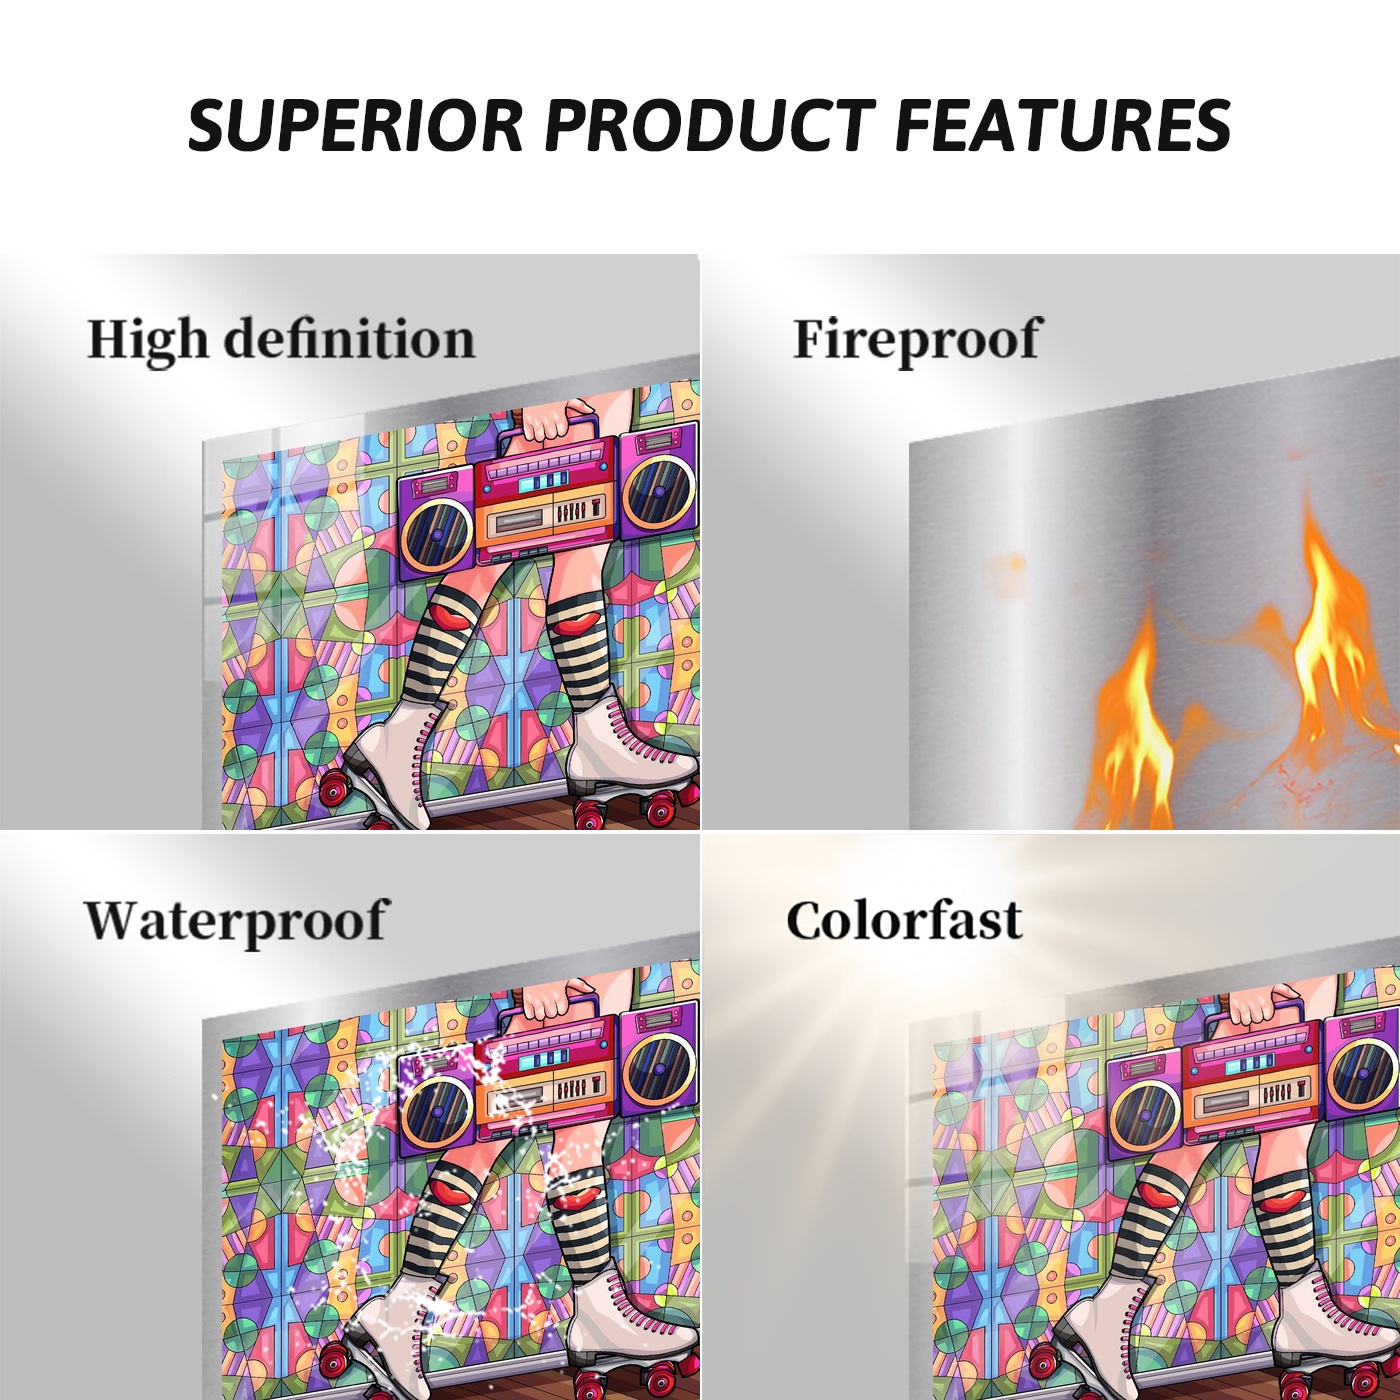 SUPERIOR PRODUCT FEATURES
High definition
Fireproof
Waterproof
Colorfast